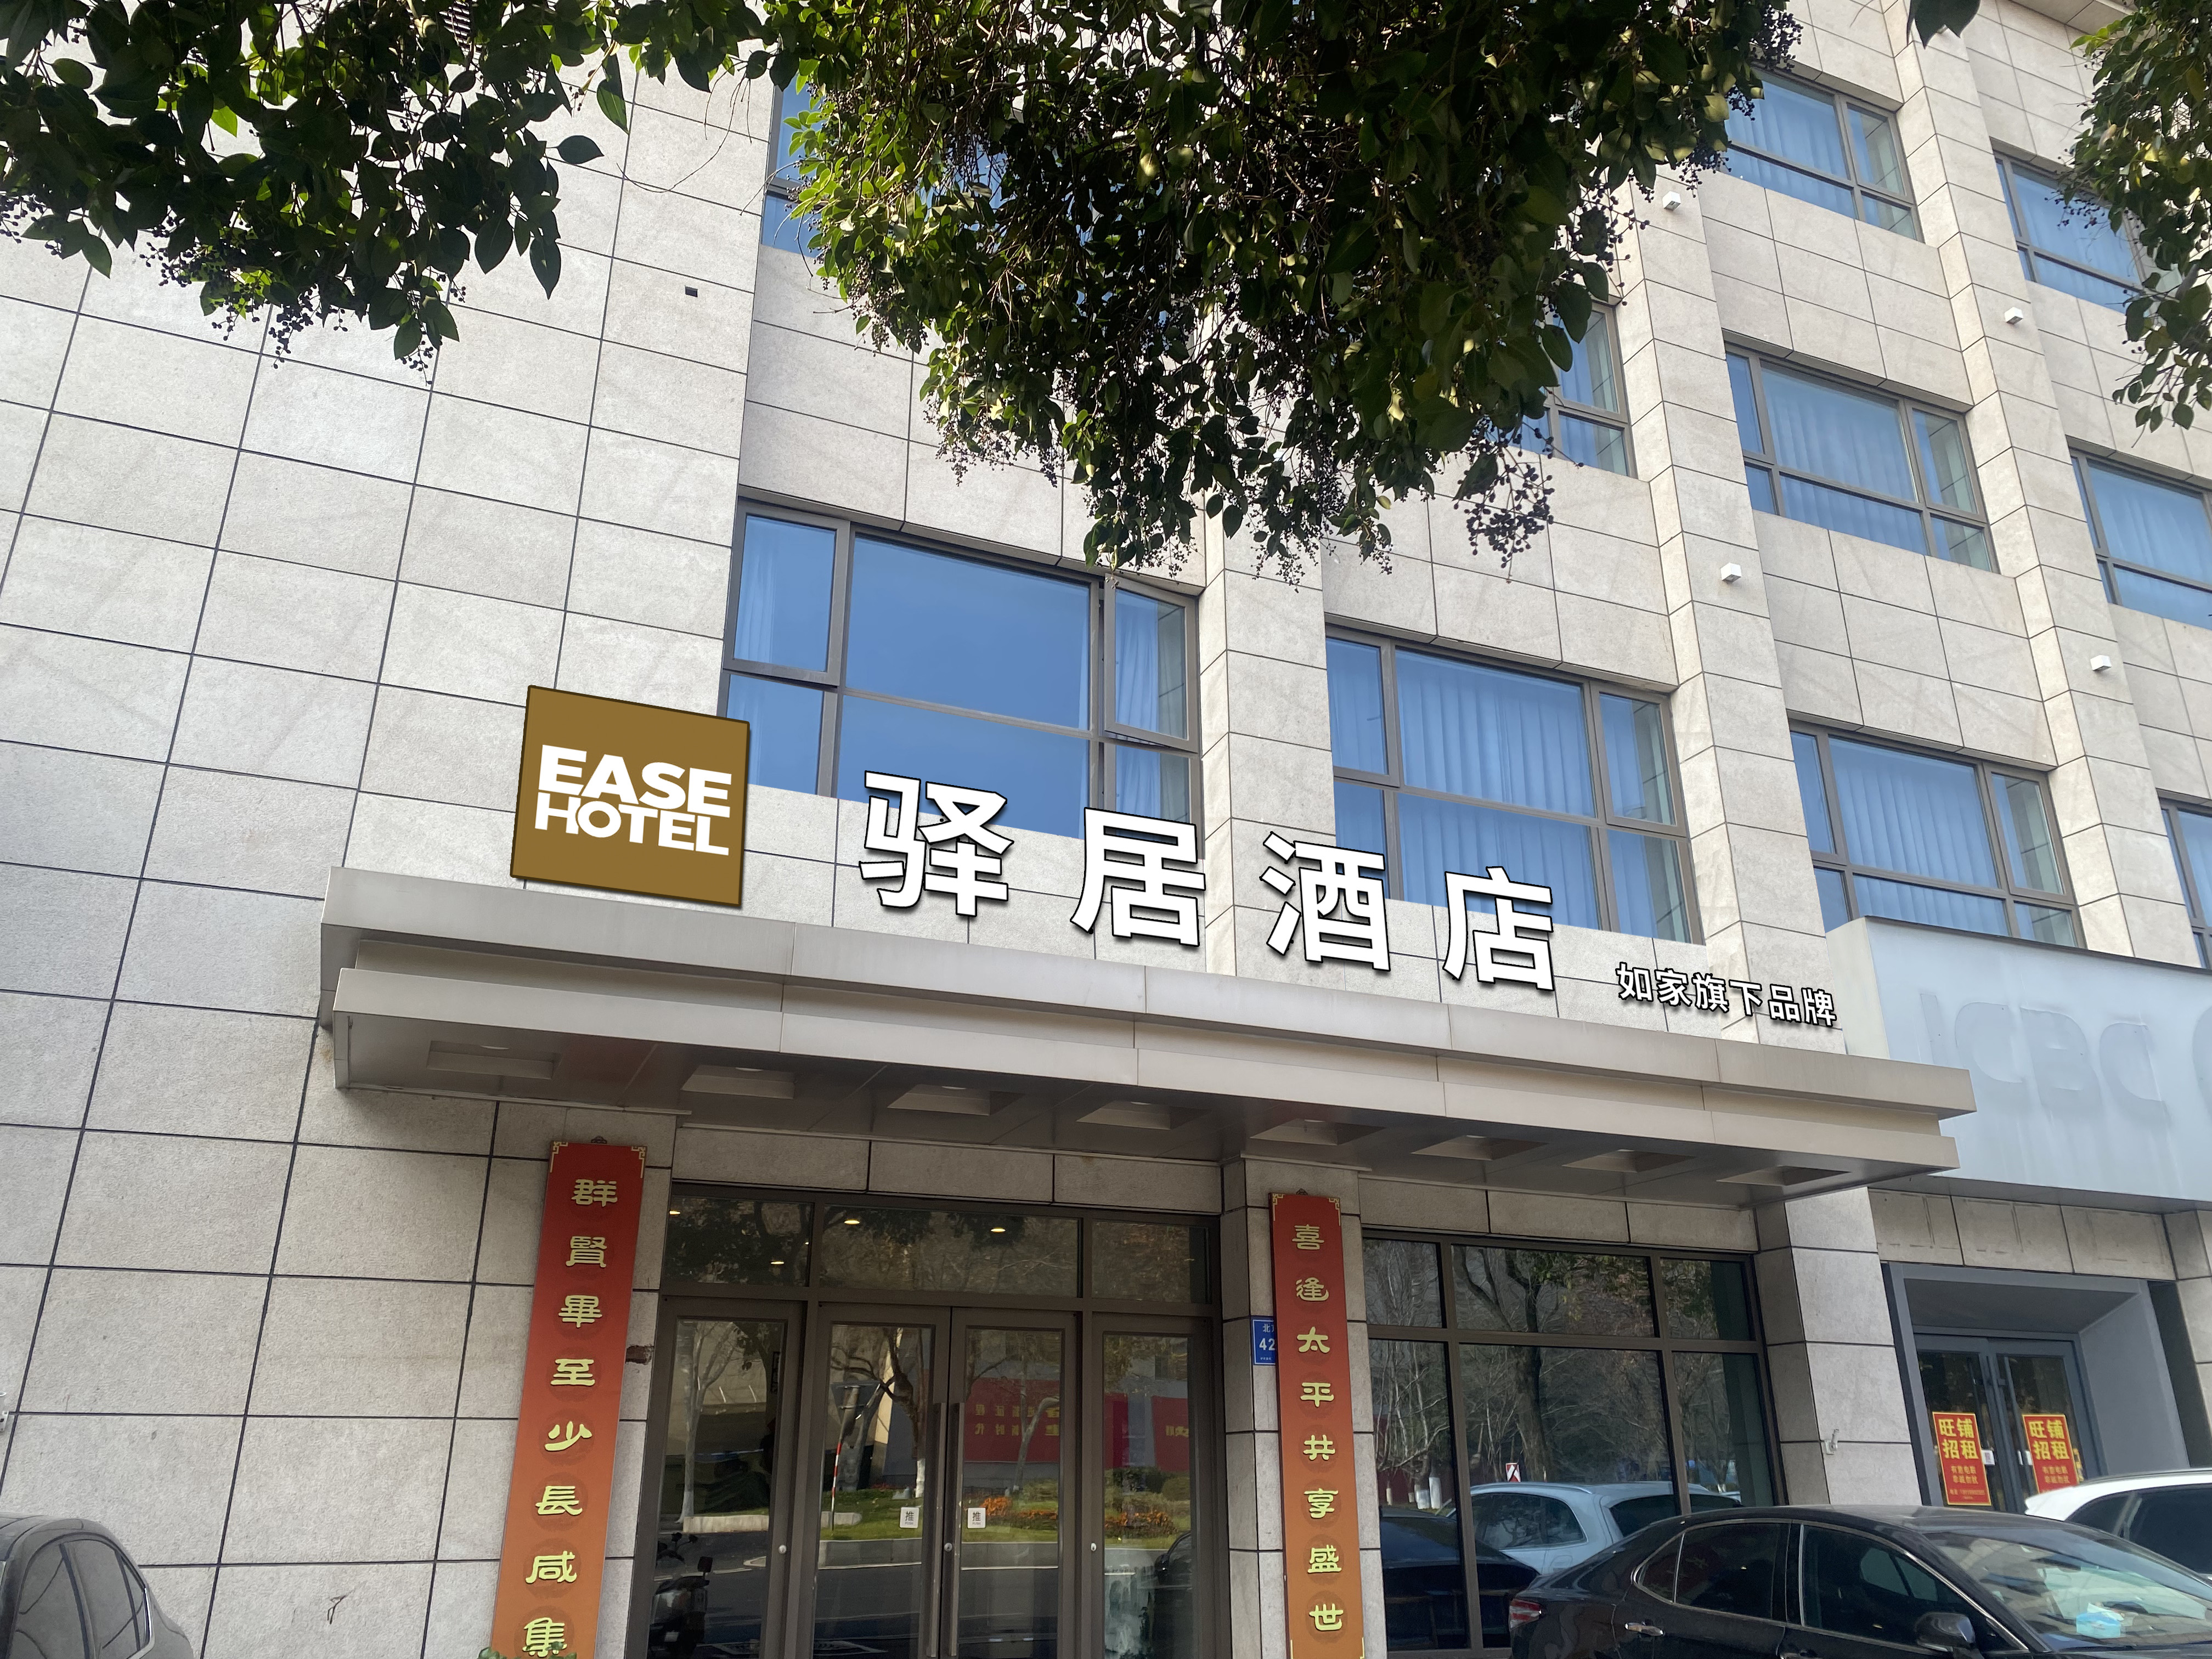 EASE
HOTEL
驿居酒店
如家旗下品牌
ICBC
群賢畢至少長咸集
喜逢太平共享盛世
42
推
推
旺铺
招租
旺铺
招租